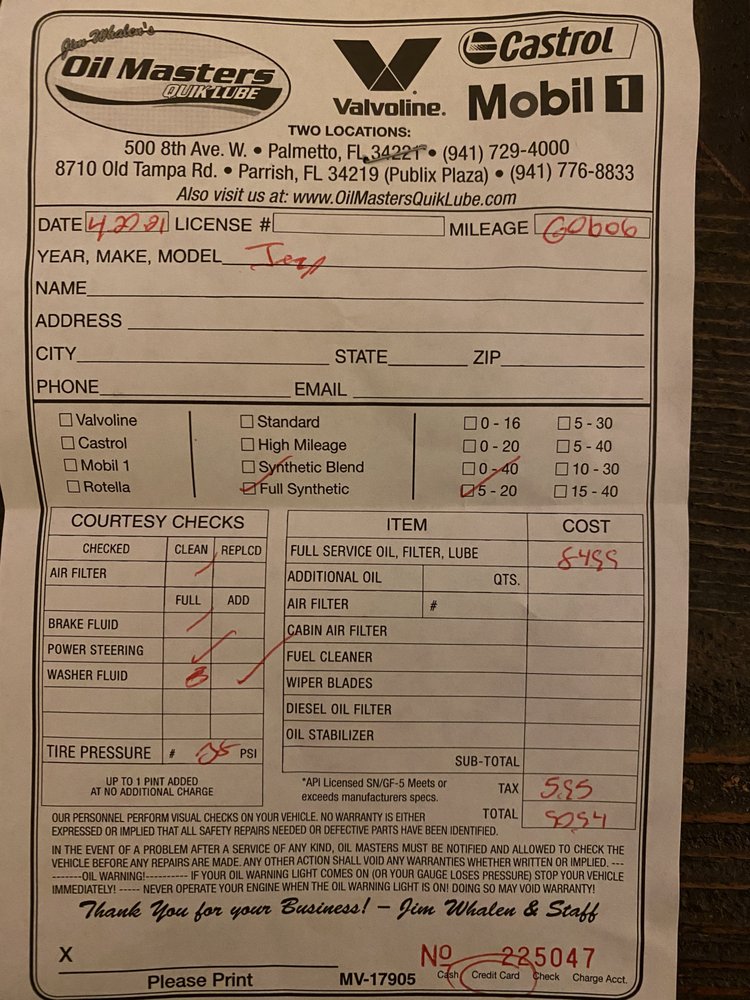 Jim Whalen's
Oil Masters
QUIK LUBE
Valvoline.
Castrol
Mobil 1
TWO LOCATIONS:
500 8th Ave. W. • Palmetto, FL 34221 • (941) 729-4000
8710 Old Tampa Rd. • Parrish, FL 34219 (Publix Plaza) • (941) 776-8833
Also visit us at: www.OilMastersQuikLube.com
DATE 4.20.21 LICENSE # MILEAGE 60606
YEAR, MAKE, MODEL Jeep
NAME
ADDRESS
CITY STATE ZIP
PHONE EMAIL
Valvoline Standard 0 - 16 5 - 30
Castrol High Mileage 0 - 20 5 - 40
Mobil 1 Synthetic Blend 0 - 40 10 - 30
Rotella Full Synthetic 5 - 20 15 - 40
COURTESY CHECKS
CHECKED CLEAN REPLCD
AIR FILTER
FULL ADD
BRAKE FLUID
POWER STEERING
WASHER FLUID
TIRE PRESSURE # 35 PSI
UP TO 1 PINT ADDED
AT NO ADDITIONAL CHARGE
ITEM COST
FULL SERVICE OIL, FILTER, LUBE 8499
ADDITIONAL OIL QTS.
AIR FILTER #
CABIN AIR FILTER
FUEL CLEANER
WIPER BLADES
DIESEL OIL FILTER
OIL STABILIZER
SUB-TOTAL
*API Licensed SN/GF-5 Meets or
exceeds manufacturers specs.
TAX 5.95
TOTAL 90.94
OUR PERSONNEL PERFORM VISUAL CHECKS ON YOUR VEHICLE. NO WARRANTY IS EITHER
EXPRESSED OR IMPLIED THAT ALL SAFETY REPAIRS NEEDED OR DEFECTIVE PARTS HAVE BEEN IDENTIFIED.
IN THE EVENT OF A PROBLEM AFTER A SERVICE OF ANY KIND, OIL MASTERS MUST BE NOTIFIED AND ALLOWED TO CHECK THE
VEHICLE BEFORE ANY REPAIRS ARE MADE. ANY OTHER ACTION SHALL VOID ANY WARRANTIES WHETHER WRITTEN OR IMPLIED. ---
-------OIL WARNING!---------- IF YOUR OIL WARNING LIGHT COMES ON (OR YOUR GAUGE LOSES PRESSURE) STOP YOUR VEHICLE
IMMEDIATELY! ----- NEVER OPERATE YOUR ENGINE WHEN THE OIL WARNING LIGHT IS ON! DOING SO MAY VOID WARRANTY!
Thank You for your Business! – Jim Whalen & Staff
X
No 225047
Please Print MV-17905 Cash Credit Card Check Charge Acct.